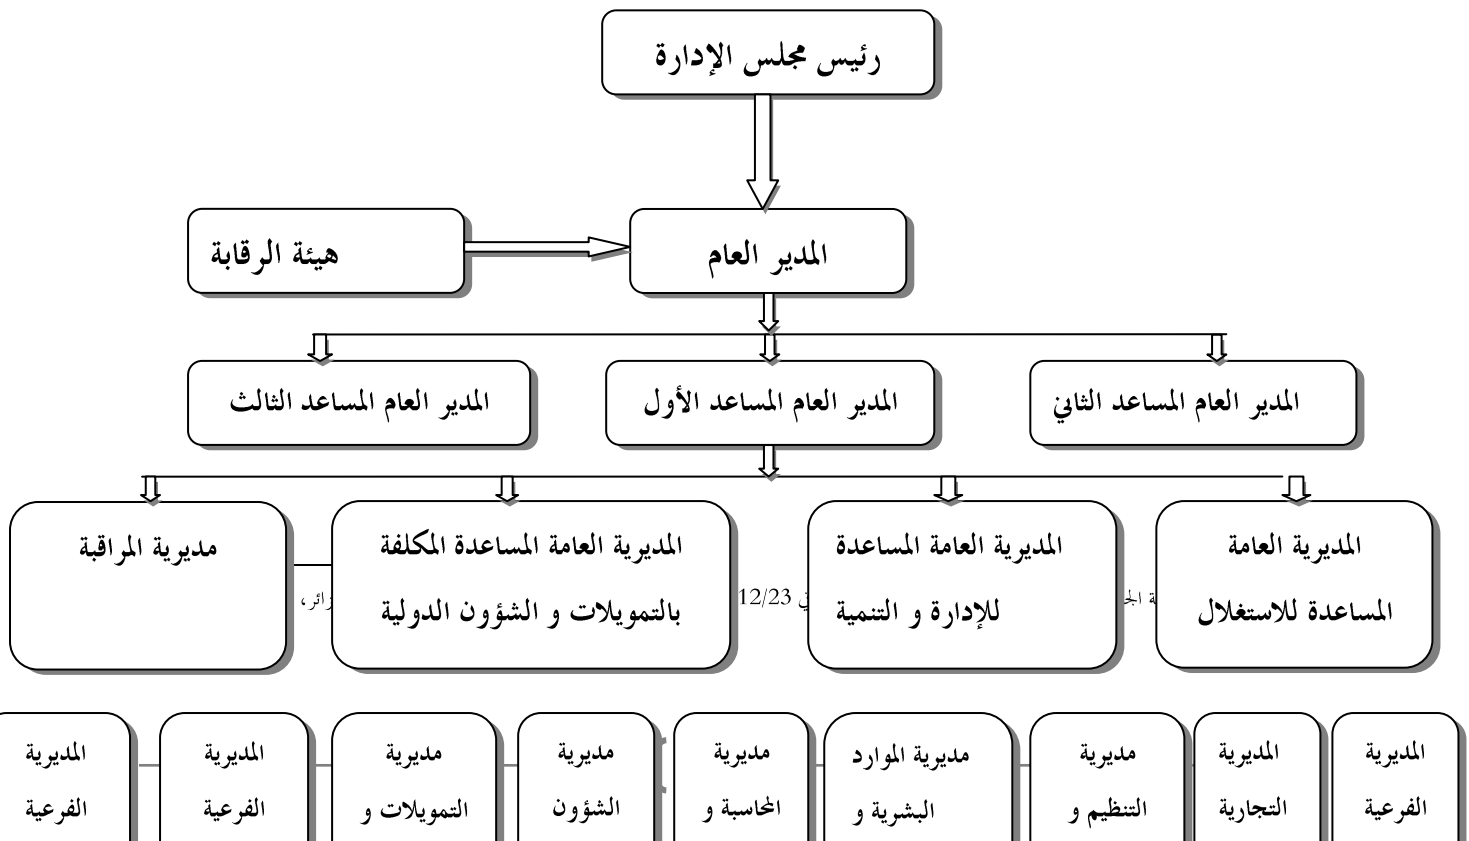 رئيس مجلس الإدارة
المدير العام
هيئة الرقابة
المدير العام المساعد الثاني
المدير العام المساعد الأول
المدير العام المساعد الثالث
المديرية العامة
المساعدة للاستغلال
المديرية العامة المساعدة
للإدارة و التنمية
المديرية العامة المساعدة المكلفة
بالتمويلات و الشؤون الدولية
مديرية المراقبة
12/23
المديرية
الفرعية
المديرية
التجارية
مديرية
التنظيم و
مديرية الموارد
البشرية و
مديرية
المحاسبة و
مديرية
الشؤون
مديرية
التمويلات و
المديرية
الفرعية
المديرية
الفرعية